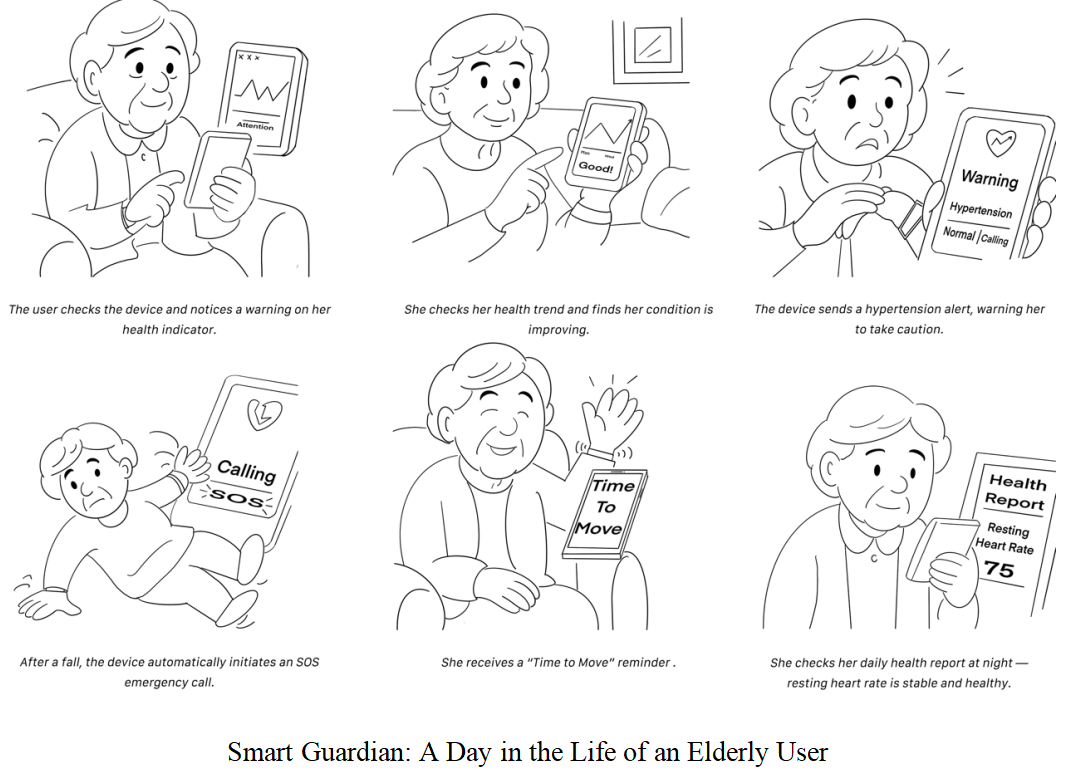 x x x
Attention
The user checks the device and notices a warning on her
health indicator.
Good!
She checks her health trend and finds her condition is
improving.
Warning
Hypertension
Normal | Calling
The device sends a hypertension alert, warning her
to take caution.
Calling
SOS
After a fall, the device automatically initiates an SOS
emergency call.
Time
To
Move
She receives a “Time to Move” reminder .
Health
Report
Resting
Heart Rate
75
She checks her daily health report at night —
resting heart rate is stable and healthy.
Smart Guardian: A Day in the Life of an Elderly User